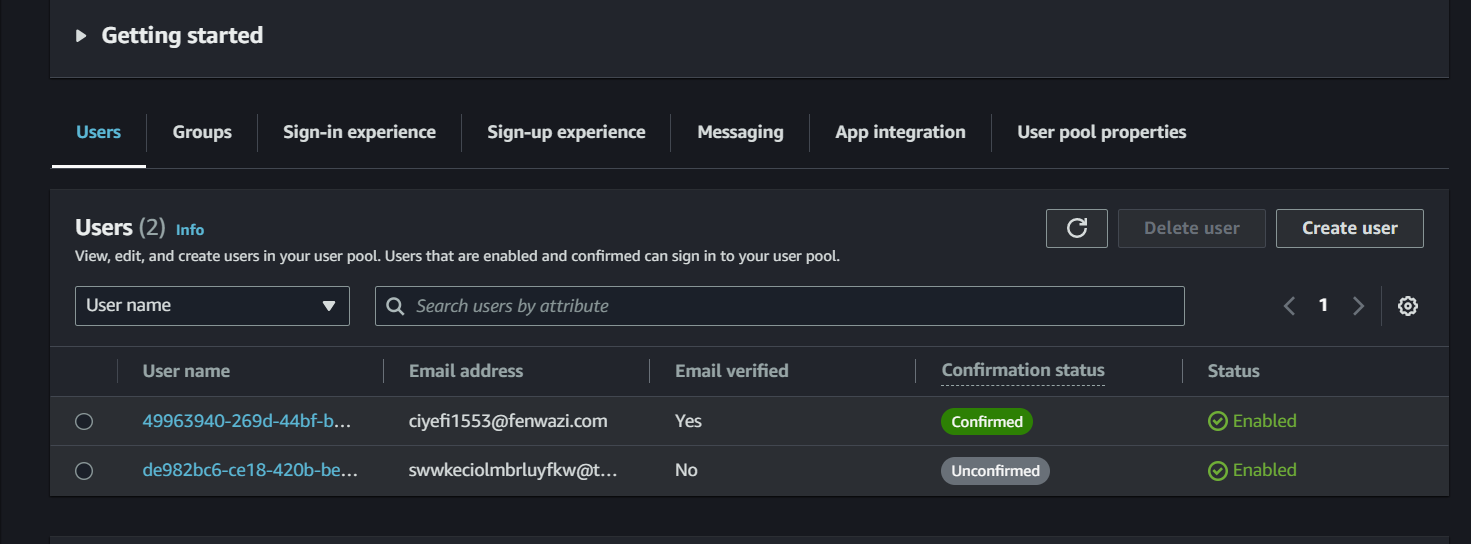 Getting started
Users Groups Sign-in experience Sign-up experience Messaging App integration User pool properties
Users (2) Info
Delete user Create user
View, edit, and create users in your user pool. Users that are enabled and confirmed can sign in to your user pool.
User name Search users by attribute 1
User name Email address Email verified Confirmation status Status
49963940-269d-44bf-b... ciyefi1553@fenwazi.com Yes Confirmed Enabled
de982bc6-ce18-420b-be... swwkeciolmbrluyfkw@t... No Unconfirmed Enabled